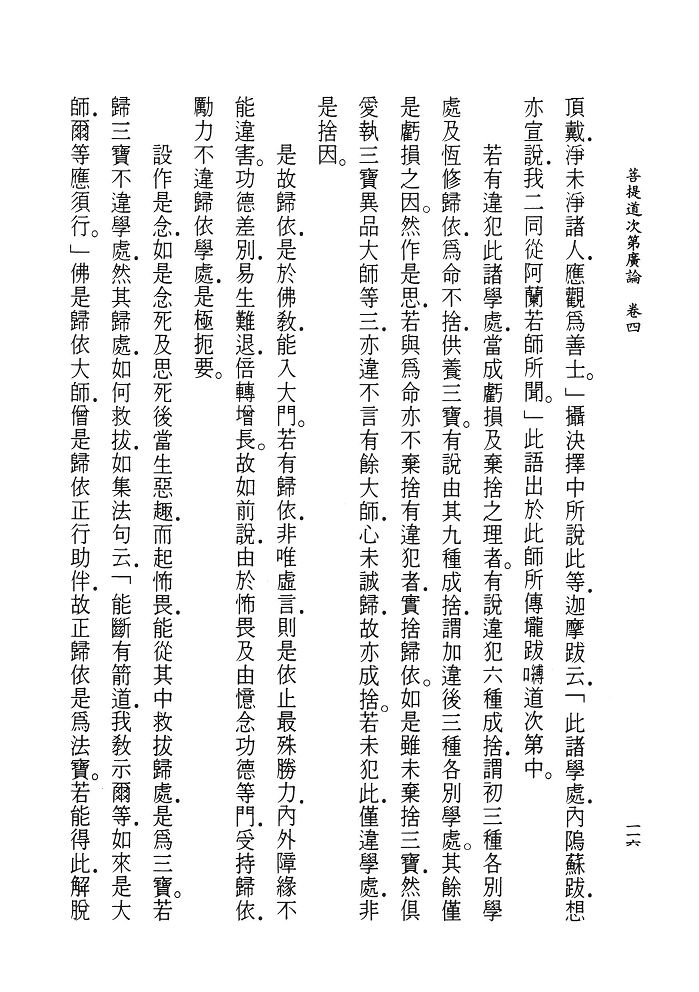 菩提道次第廣論　卷四
一一六
頂戴．淨未淨諸人．應觀爲善士。」攝決擇中所說此等．迦摩跋云．「此諸學處．內隖蘇跋．想
亦宣說．我二同從阿蘭若師所聞。」此語出於此師所傳壠跋嚩道次第中。
若有違犯此諸學處．當成虧損及棄捨之理者。有說違犯六種成捨．謂初三種各別學
處及恆修歸依．爲命不捨．供養三寶。有說由其九種成捨．謂加違後三種各別學處。其餘僅
是虧損之因。然作是思．若與爲命亦不棄捨有違犯者．實捨歸依。如是雖未棄捨三寶．然俱
愛執三寶異品大師等三．亦違不言有餘大師．心未誠歸．故亦成捨。若未犯此．僅違學處．非
是捨因。
是故歸依．是於佛敎．能入大門。若有歸依．非唯虛言．則是依止最殊勝力．內外障緣不
能違害。功德差別．易生難退．倍轉增長。故如前說．由於怖畏及由憶念功德等門．受持歸依．
勵力不違歸依學處．是極扼要。
設作是念．如是念死及思死後當生惡趣．而起怖畏．能從其中救拔歸處．是爲三寶。若
歸三寶不違學處．然其歸處．如何救拔．如集法句云．「能斷有箭道．我敎示爾等．如來是大
師．爾等應須行。」佛是歸依大師．僧是歸依正行助伴．故正歸依是爲法寶。若能得此．解脫